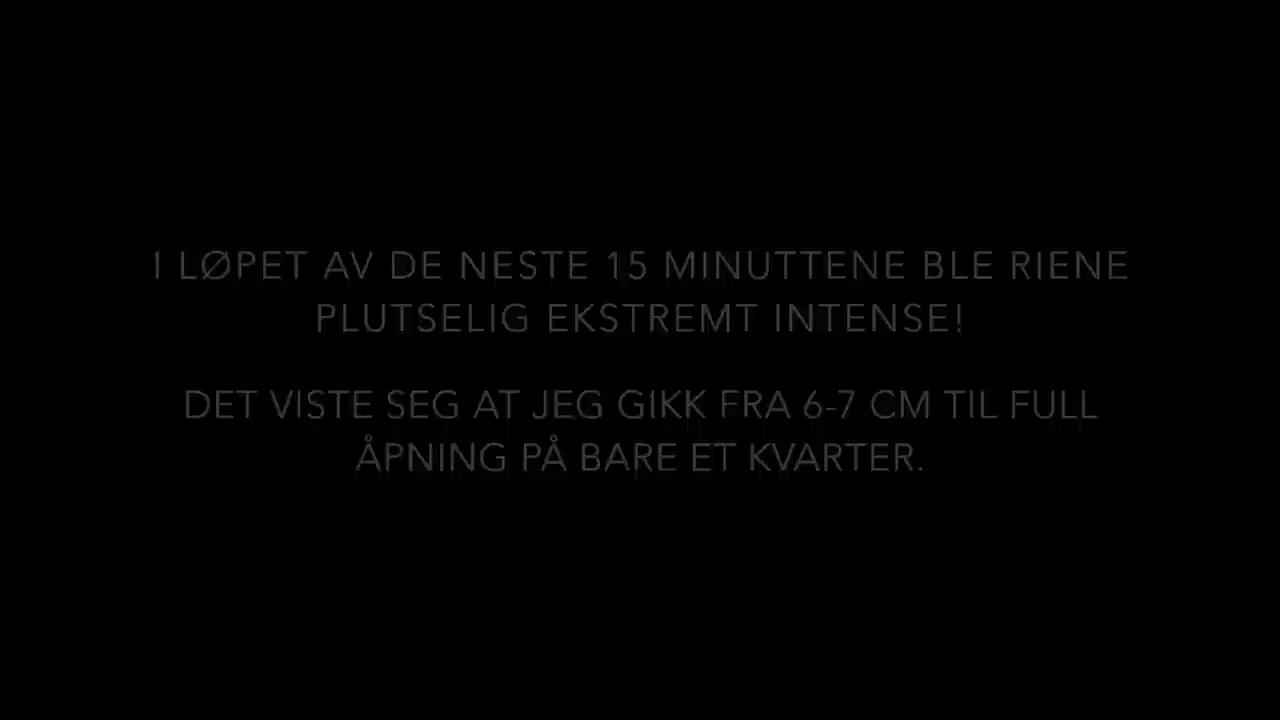 I LØPET AV DE NESTE 15 MINUTTENE BLE RIENE
PLUTSELIG EKSTREMT INTENSE!
DET VISTE SEG AT JEG GIKK FRA 6-7 CM TIL FULL
ÅPNING PÅ BARE ET KVARTER.